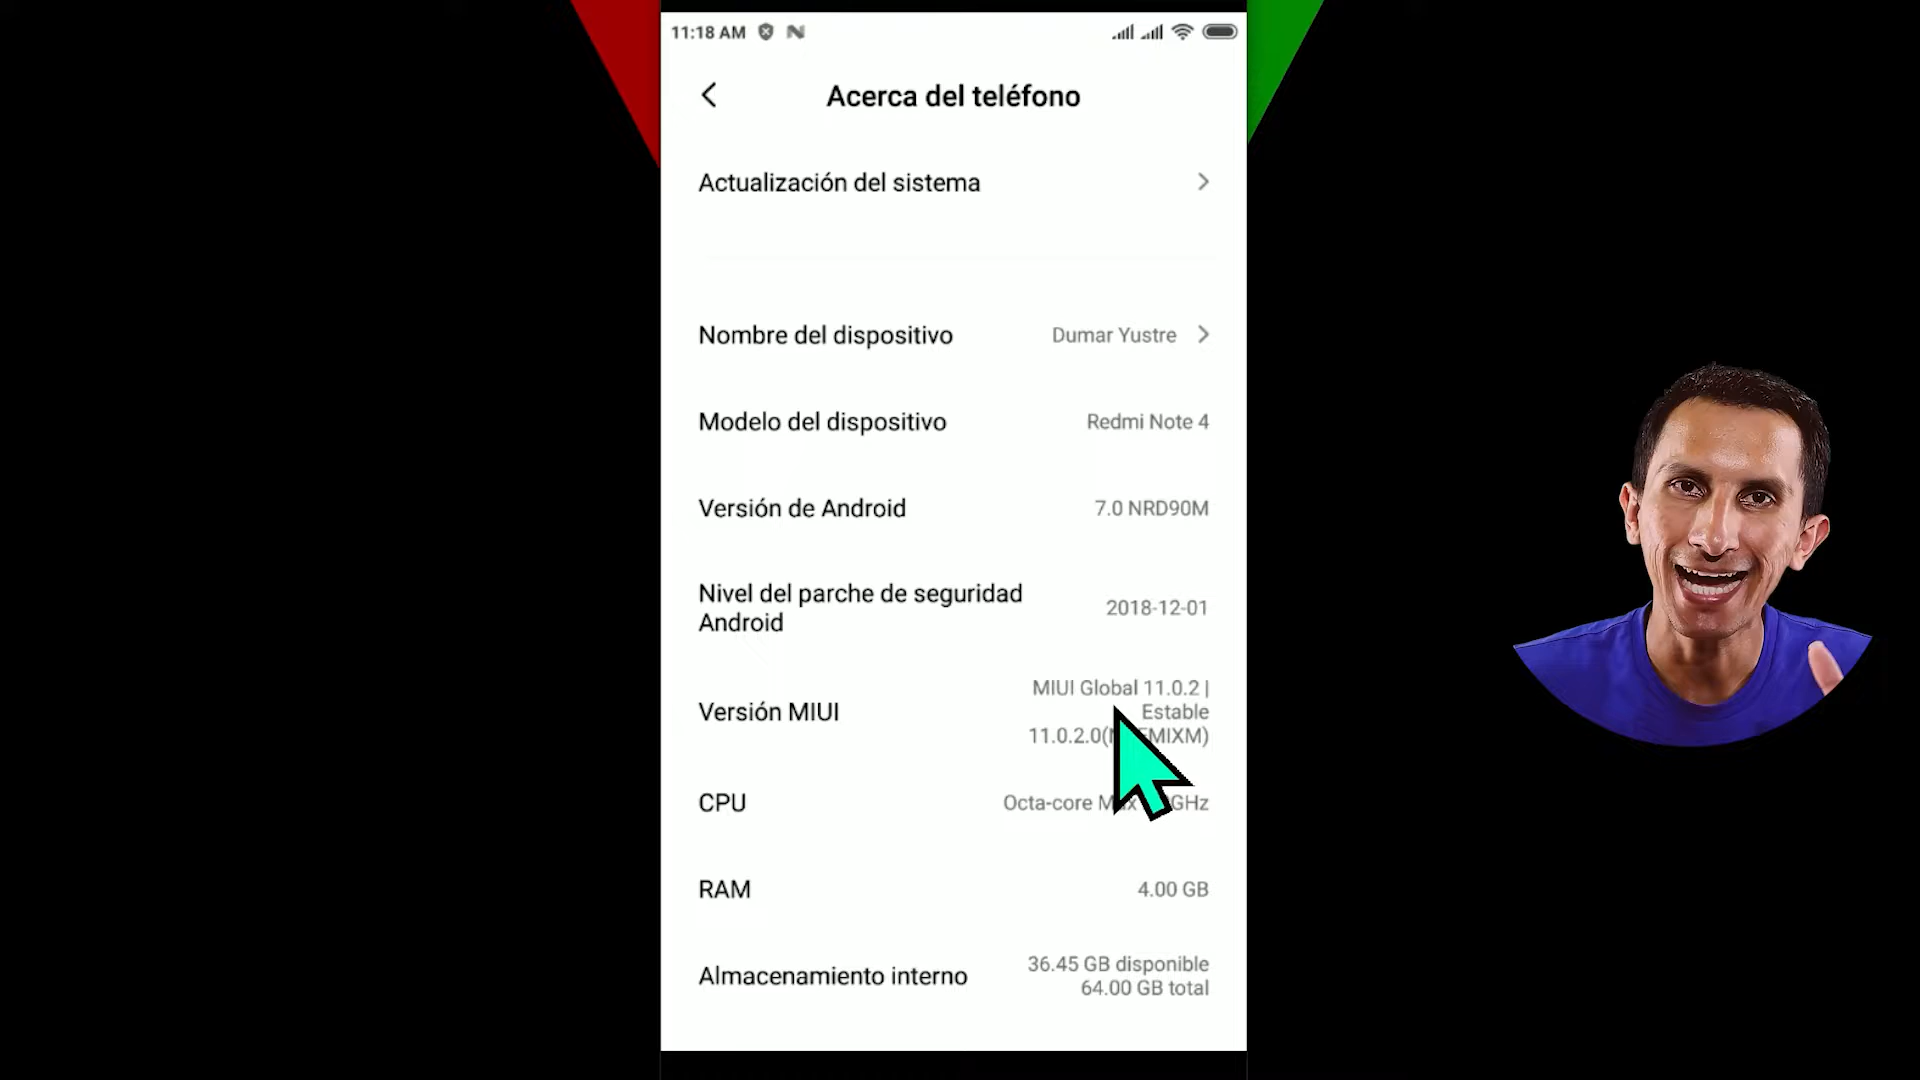 11:18 AM
Acerca del teléfono
Actualización del sistema
Nombre del dispositivo Dumar Yustre
Modelo del dispositivo Redmi Note 4
Versión de Android 7.0 NRD90M
Nivel del parche de seguridad
Android
2018-12-01
Versión MIUI
MIUI Global 11.0.2 |
Estable
CPU Octa-core
RAM 4.00 GB
Almacenamiento interno
36.45 GB disponible
64.00 GB total